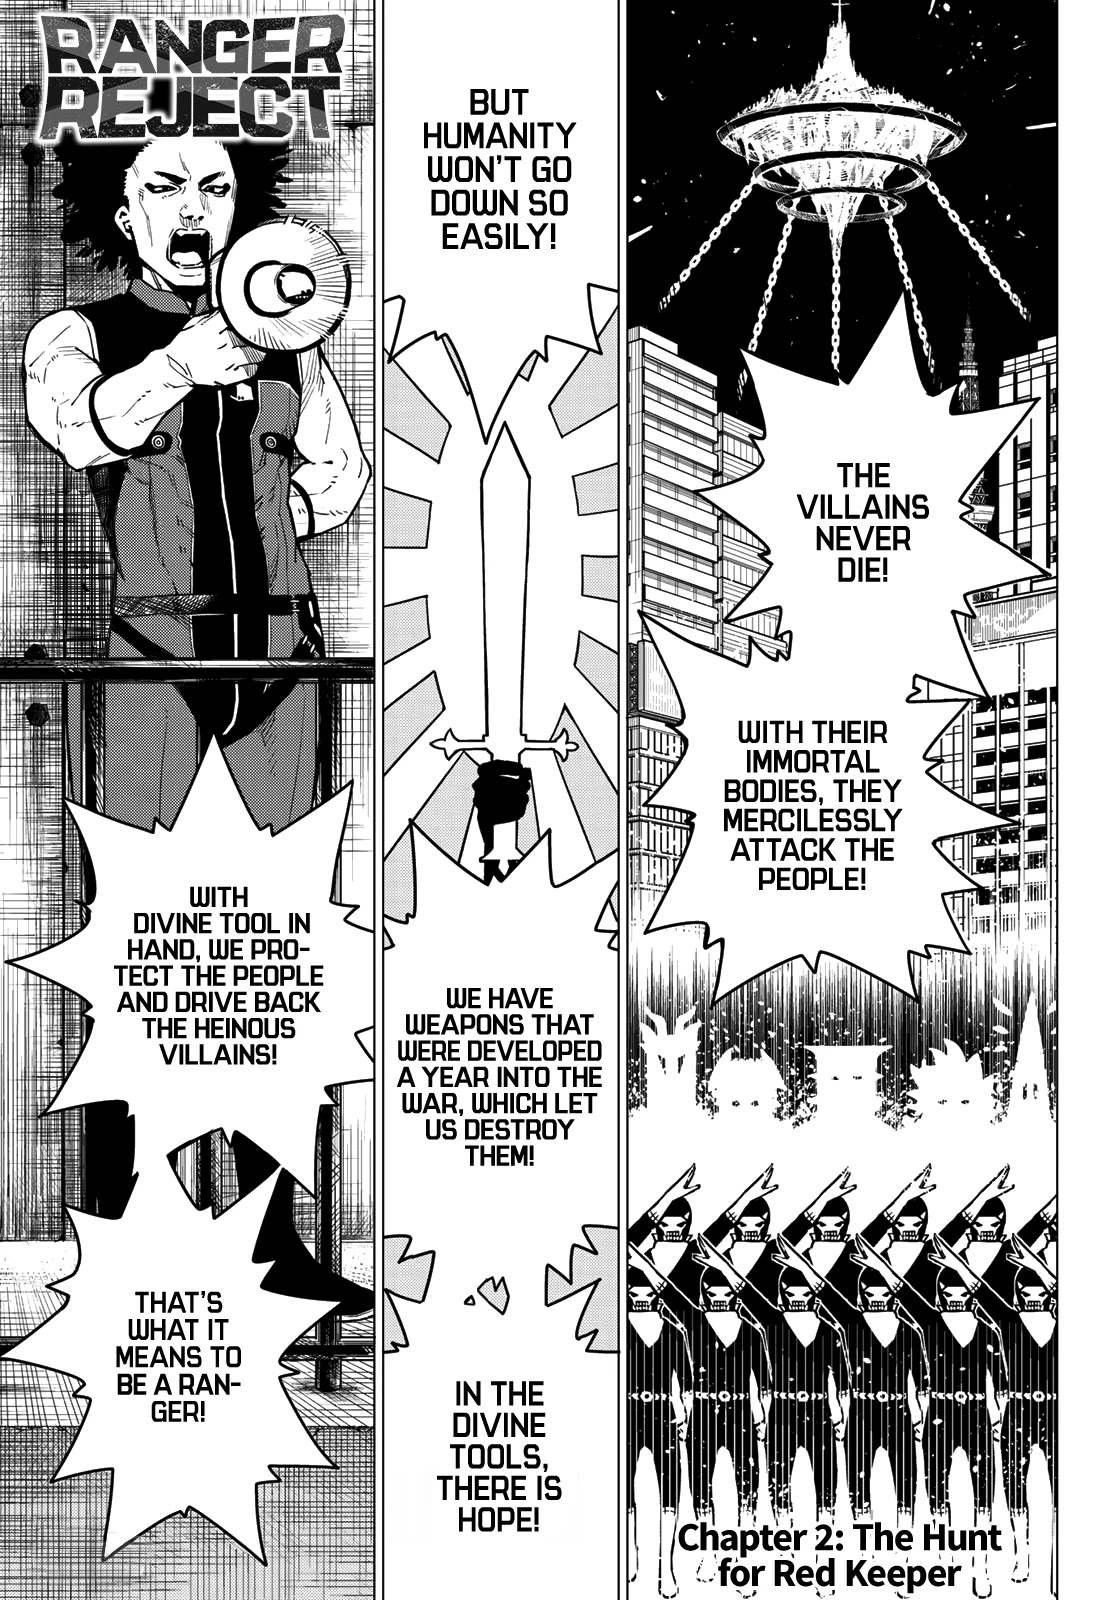 RANGER
REJECT
THE
VILLAINS
NEVER
DIE!
WITH THEIR
IMMORTAL
BODIES, THEY
MERCILESSLY
ATTACK THE
PEOPLE!
Chapter 2: The Hunt
for Red Keeper
BUT
HUMANITY
WON'T GO
DOWN SO
EASILY!
WE HAVE
WEAPONS THAT
WERE DEVELOPED
A YEAR INTO THE
WAR, WHICH LET
US DESTROY
THEM!
IN THE
DIVINE
TOOLS,
THERE IS
HOPE!
WITH
DIVINE TOOL IN
HAND, WE PRO-
TECT THE PEOPLE
AND DRIVE BACK
THE HEINOUS
VILLAINS!
THAT'S
WHAT IT
MEANS TO
BE A RAN-
GER!